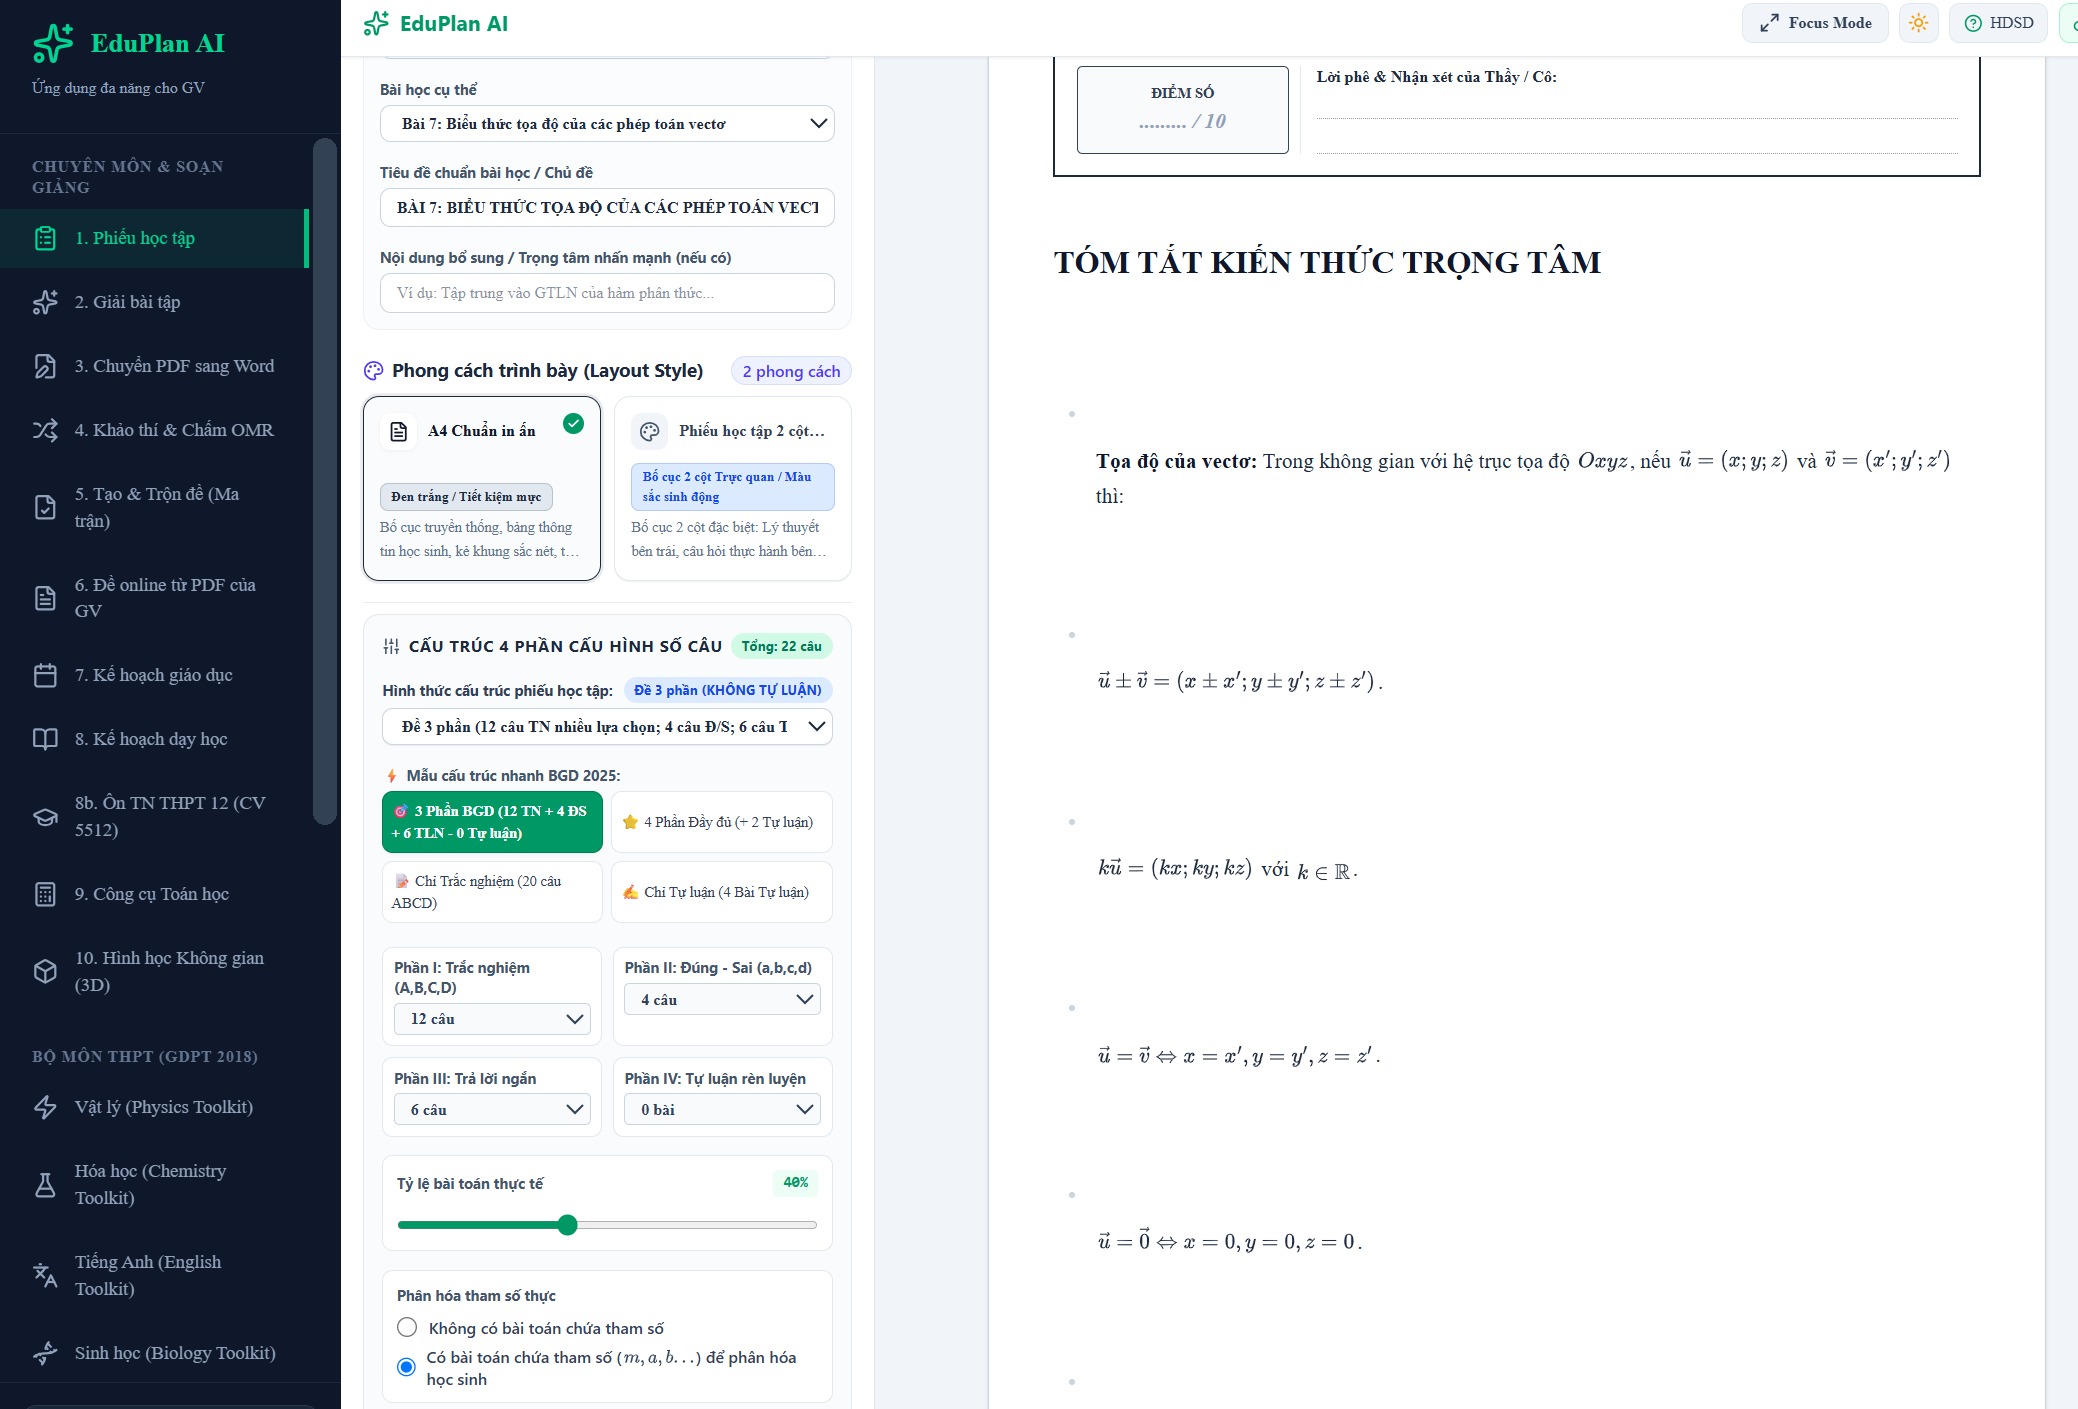 EduPlan AI
Ứng dụng đa năng cho GV
CHUYÊN MÔN & SOẠN
GIẢNG
1. Phiếu học tập
2. Giải bài tập
3. Chuyển PDF sang Word
4. Khảo thí & Chấm OMR
5. Tạo & Trộn đề (Ma
trận)
6. Đề online từ PDF của
GV
7. Kế hoạch giáo dục
8. Kế hoạch dạy học
8b. Ôn TN THPT 12 (CV
5512)
9. Công cụ Toán học
10. Hình học Không gian
(3D)
BỘ MÔN THPT (GDPT 2018)
Vật lý (Physics Toolkit)
Hóa học (Chemistry
Toolkit)
Tiếng Anh (English
Toolkit)
Sinh học (Biology Toolkit)
EduPlan AI
Focus Mode
HDSD
Bài học cụ thể
Bài 7: Biểu thức tọa độ của các phép toán vectơ
Tiêu đề chuẩn bài học / Chủ đề
BÀI 7: BIỂU THỨC TỌA ĐỘ CỦA CÁC PHÉP TOÁN VECT
Nội dung bổ sung / Trọng tâm nhấn mạnh (nếu có)
Ví dụ: Tập trung vào GTLN của hàm phân thức...
Phong cách trình bày (Layout Style)
2 phong cách
A4 Chuẩn in ấn
Đen trắng / Tiết kiệm mực
Bố cục truyền thống, bảng thông
tin học sinh, kẻ khung sắc nét, t...
Phiếu học tập 2 cột...
Bố cục 2 cột Trực quan / Màu
sắc sinh động
Bố cục 2 cột đặc biệt: Lý thuyết
bên trái, câu hỏi thực hành bên...
CẤU TRÚC 4 PHẦN CẤU HÌNH SỐ CÂU
Tổng: 22 câu
Hình thức cấu trúc phiếu học tập:
Đề 3 phần (KHÔNG TỰ LUẬN)
Đề 3 phần (12 câu TN nhiều lựa chọn; 4 câu Đ/S; 6 câu T
Mẫu cấu trúc nhanh BGD 2025:
3 Phần BGD (12 TN + 4 ĐS
+ 6 TLN - 0 Tự luận)
4 Phần Đầy đủ (+ 2 Tự luận)
Chỉ Trắc nghiệm (20 câu
ABCD)
Chỉ Tự luận (4 Bài Tự luận)
Phần I: Trắc nghiệm
(A,B,C,D)
12 câu
Phần II: Đúng - Sai (a,b,c,d)
4 câu
Phần III: Trả lời ngắn
6 câu
Phần IV: Tự luận rèn luyện
0 bài
Tỷ lệ bài toán thực tế
40%
Phân hóa tham số thực
Không có bài toán chứa tham số
Có bài toán chứa tham số (m, a, b...) để phân hóa
học sinh
ĐIỂM SỐ
......... / 10
Lời phê & Nhận xét của Thầy / Cô:
TÓM TẮT KIẾN THỨC TRỌNG TÂM
Tọa độ của vectơ: Trong không gian với hệ trục tọa độ Oxyz, nếu u⃗ = (x; y; z) và v⃗ = (x′; y′; z′)
thì:
u⃗ ± v⃗ = (x ± x′; y ± y′; z ± z′).
ku⃗ = (kx; ky; kz) với k ∈ ℝ.
u⃗ = v⃗ ⇔ x = x′, y = y′, z = z′.
u⃗ = 0⃗ ⇔ x = 0, y = 0, z = 0.